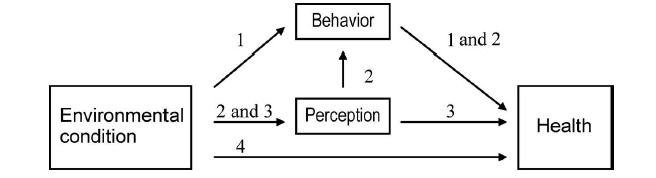 Behavior
1
1 and 2
2
Environmental
condition
2 and 3
Perception
3
Health
4